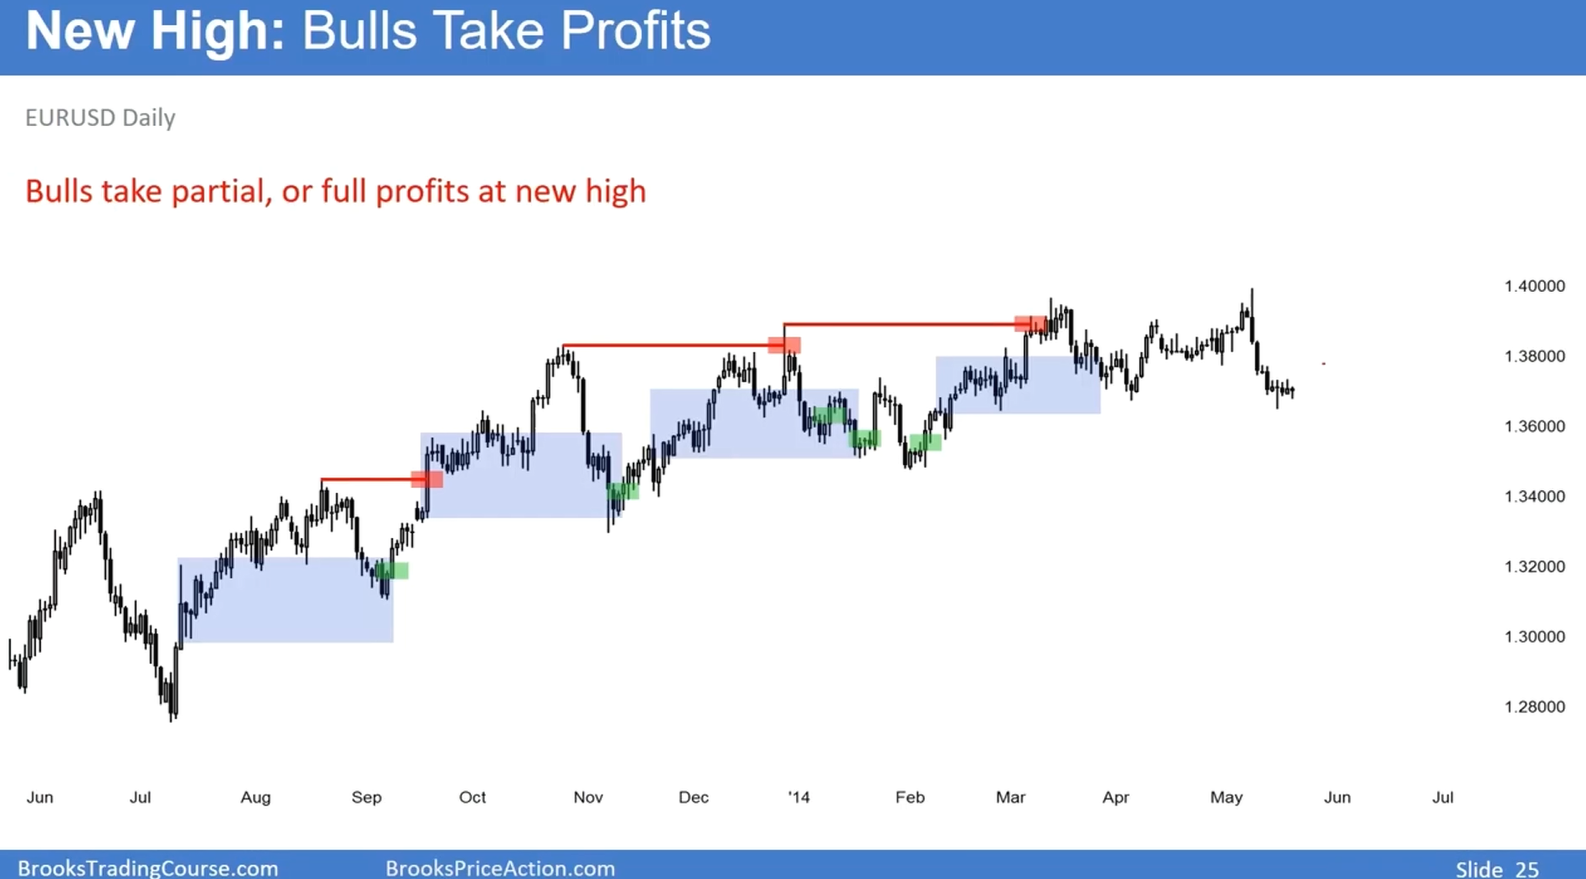 New High: Bulls Take Profits
EURUSD Daily
Bulls take partial, or full profits at new high
1.40000
1.38000
1.36000
1.34000
1.32000
1.30000
1.28000
Jun Jul Aug Sep Oct Nov Dec '14 Feb Mar Apr May Jun Jul
BrooksTradingCourse.com BrooksPriceAction.com Slide 25